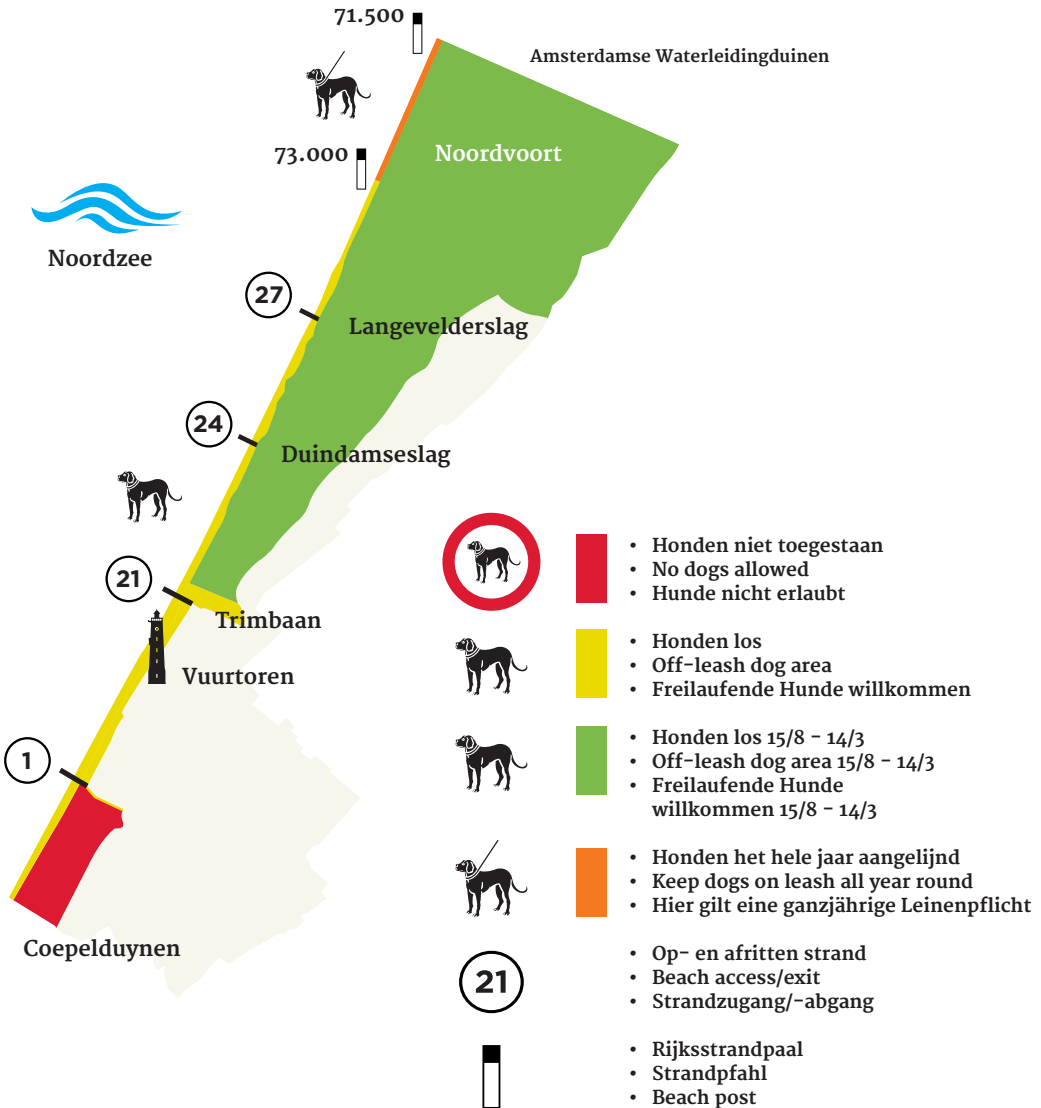 71.500
Amsterdamse Waterleidingduinen
73.000
Noordvoort
Noordzee
27
Langevelderslag
24
Duindamseslag
21
Trimbaan
Vuurtoren
1
Coepelduynen
• Honden niet toegestaan
• No dogs allowed
• Hunde nicht erlaubt
• Honden los
• Off-leash dog area
• Freilaufende Hunde willkommen
• Honden los 15/8 - 14/3
• Off-leash dog area 15/8 - 14/3
• Freilaufende Hunde
willkommen 15/8 - 14/3
• Honden het hele jaar aangelijnd
• Keep dogs on leash all year round
• Hier gilt eine ganzjährige Leinenpflicht
21
• Op- en afritten strand
• Beach access/exit
• Strandzugang/-abgang
• Rijksstrandpaal
• Strandpfahl
• Beach post